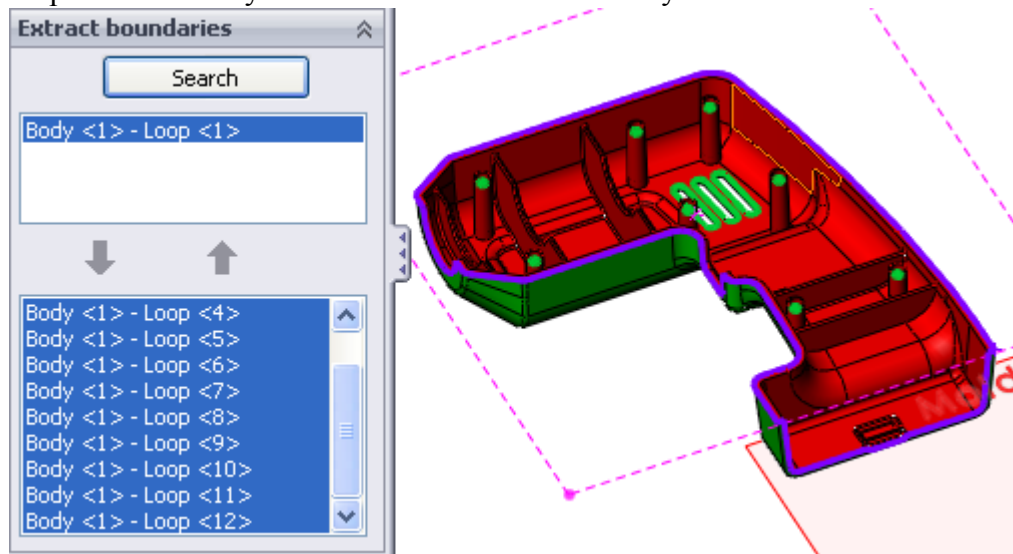 Extract boundaries
Search
Body <1> - Loop <1>
Body <1> - Loop <4>
Body <1> - Loop <5>
Body <1> - Loop <6>
Body <1> - Loop <7>
Body <1> - Loop <8>
Body <1> - Loop <9>
Body <1> - Loop <10>
Body <1> - Loop <11>
Body <1> - Loop <12>